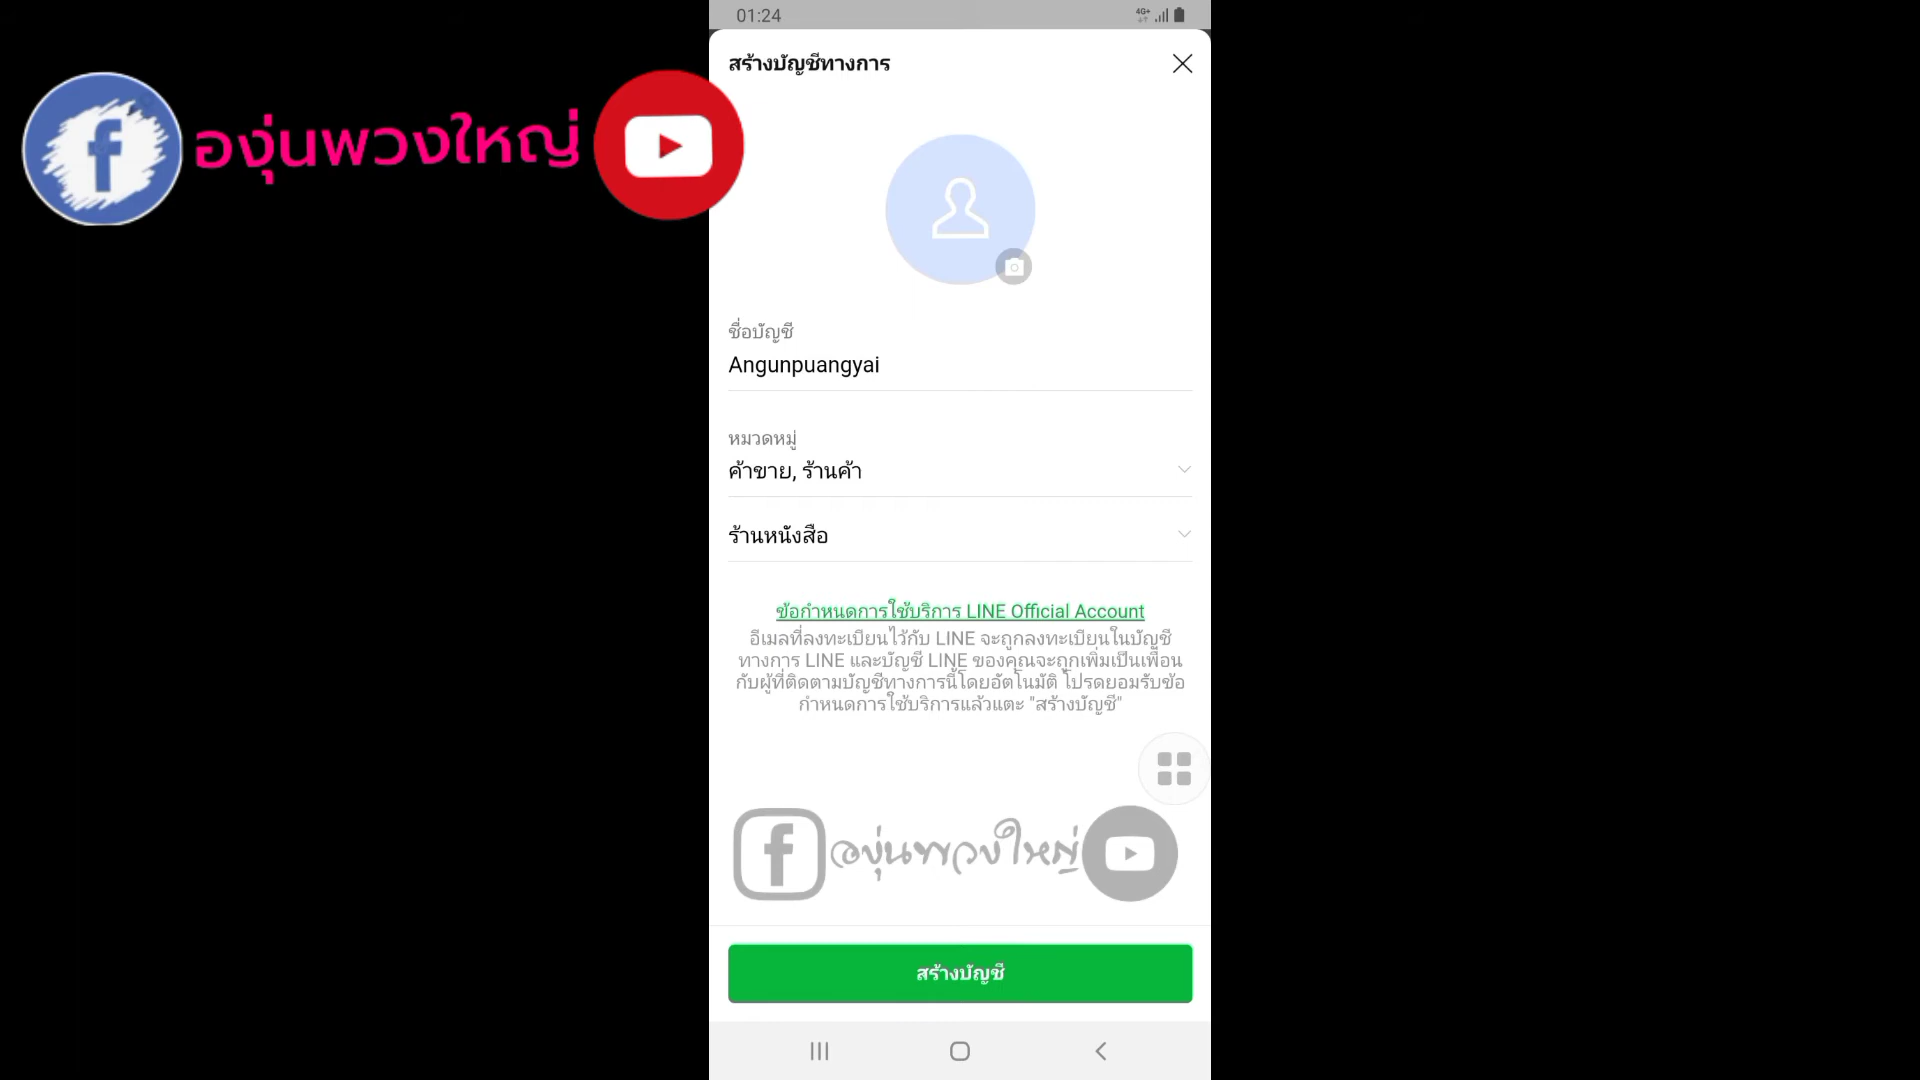 01:24
4G+
สร้างบัญชีทางการ
องุ่นพวงใหญ่
ชื่อบัญชี
Angunpuangyai
หมวดหมู่
ค้าขาย, ร้านค้า
ร้านหนังสือ
ข้อกำหนดการใช้บริการ LINE Official Account
อีเมลที่ลงทะเบียนไว้กับ LINE จะถูกลงทะเบียนในบัญชี
ทางการ LINE และบัญชี LINE ของคุณจะถูกเพิ่มเป็นเพื่อน
กับผู้ที่ติดตามบัญชีทางการนี้โดยอัตโนมัติ โปรดยอมรับข้อ
กำหนดการใช้บริการแล้วแตะ "สร้างบัญชี"
องุ่นพวงใหญ่
สร้างบัญชี